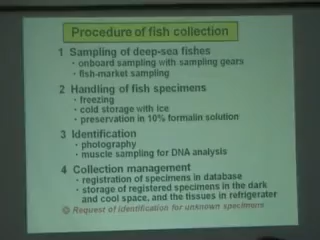 Procedure of fish collection
1 Sampling of deep-sea fishes
・onboard sampling with sampling gears
・fish-market sampling
2 Handling of fish specimens
・freezing
・cold storage with ice
・preservation in 10% formalin solution
3 Identification
・photography
・muscle sampling for DNA analysis
4 Collection management
・registration of specimens in database
・storage of registered specimens in the dark
and cool space, and the tissues in refrigerator
◎ Request of identification for unknown specimens